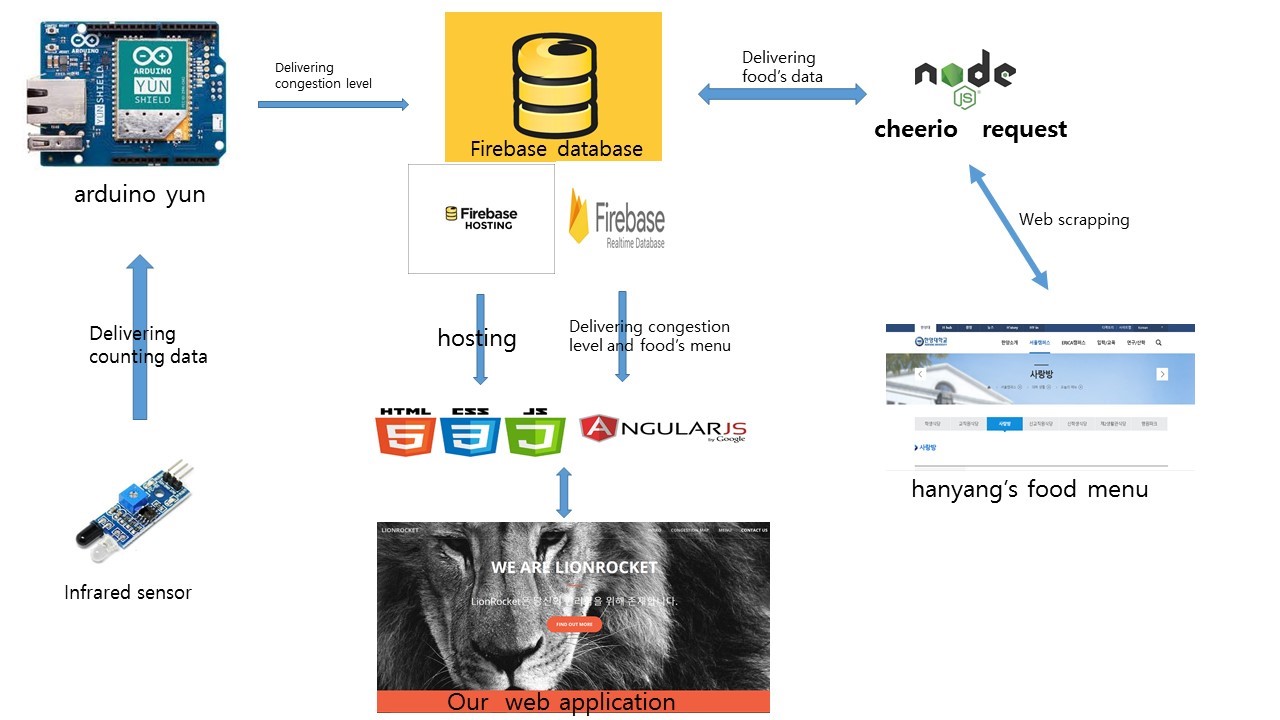 ARDUINO
ARDUINO
YÚN
SHIELD
YÚN SHIELD
arduino yun
Delivering
congestion level
Firebase database
Delivering
food's data
node
JS
cheerio request
Firebase
HOSTING
Firebase
Realtime Database
Web scrapping
Delivering
counting data
hosting
Delivering congestion
level and food's menu
HTML CSS JS
5 3
ANGULARJS
by Google
한양대학교
한양소개 서울캠퍼스 ERICA캠퍼스 입학/교육 연구/산학
사랑방
학생식당 교직원식당 사랑방 신교직원식당 신학생식당 제2생활관식당 행원파크
사랑방
hanyang's food menu
Infrared sensor
LIONROCKET
HOME CONGESTION MAP MENU CONTACT US
WE ARE LIONROCKET
LionRocket은 당신의 편리함을 위해 존재합니다.
FIND OUT MORE
Our web application